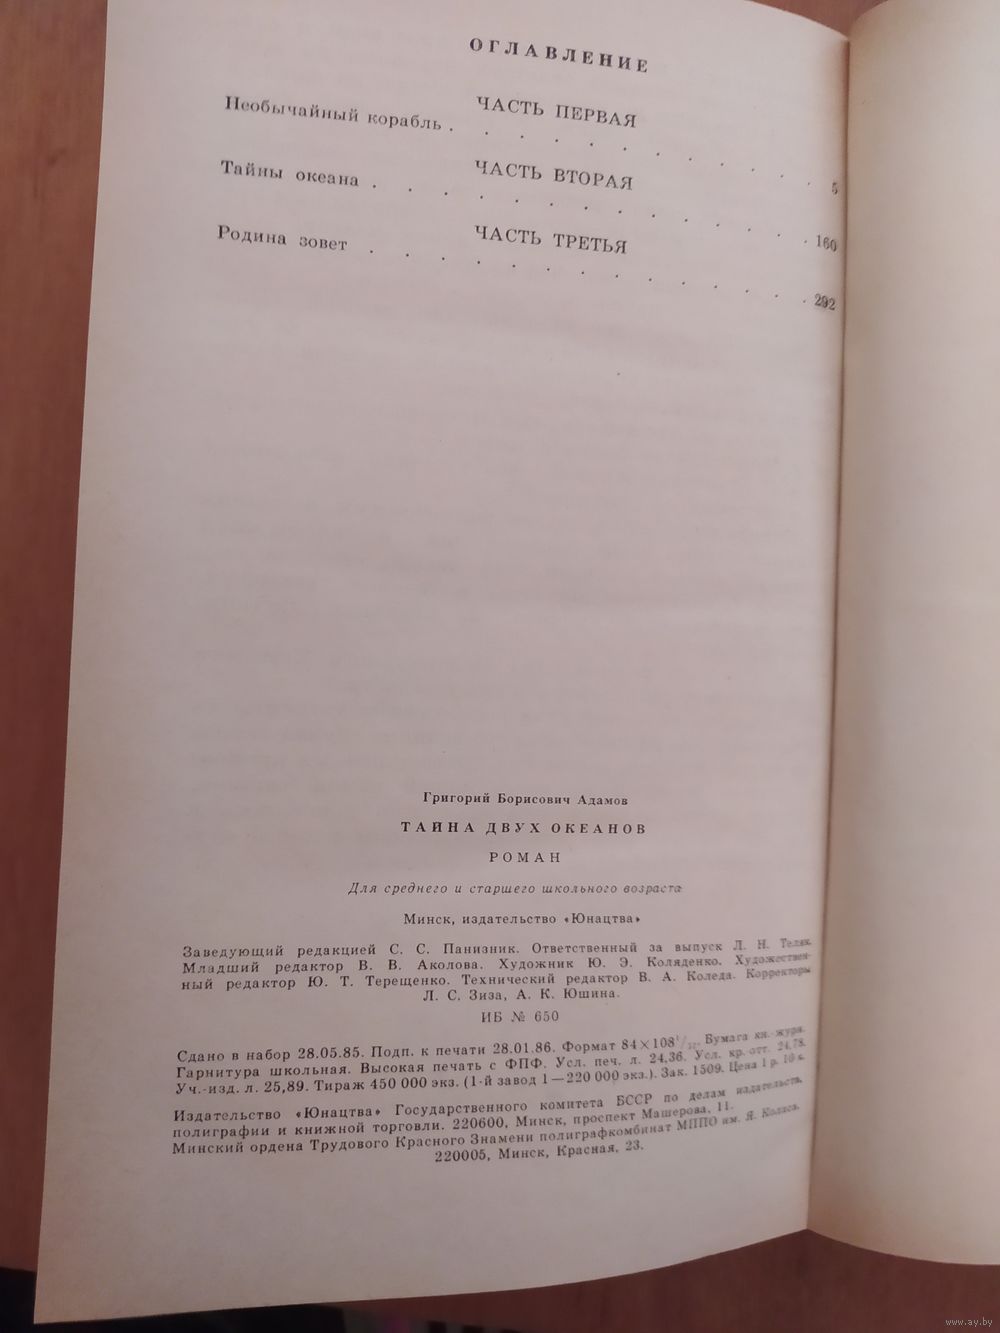 ОГЛАВЛЕНИЕ
ЧАСТЬ ПЕРВАЯ
Необычайный корабль . . . . . . . . . . . 5
ЧАСТЬ ВТОРАЯ
Тайны океана . . . . . . . . . . . . . 160
ЧАСТЬ ТРЕТЬЯ
Родина зовет . . . . . . . . . . . . . 292
Григорий Борисович Адамов
ТАЙНА ДВУХ ОКЕАНОВ
РОМАН
Для среднего и старшего школьного возраста
Минск, издательство «Юнацтва»
Заведующий редакцией С. С. Панизник. Ответственный за выпуск Л. Н. Теляк.
Младший редактор В. В. Аколова. Художник Ю. Э. Коляденко. Художествен-
ный редактор Ю. Т. Терещенко. Технический редактор В. А. Коледа. Корректоры
Л. С. Зиза, А. К. Юшина.
ИБ № 650
Сдано в набор 28.05.85. Подп. к печати 28.01.86. Формат 84×108¹/₃₂. Бумага кн.-журн.
Гарнитура школьная. Высокая печать с ФПФ. Усл. печ. л. 24,36. Усл. кр.-отт. 24,78.
Уч.-изд. л. 25,89. Тираж 450 000 экз. (1-й завод 1—220 000 экз.). Зак. 1509. Цена 1 р. 10 к.
Издательство «Юнацтва» Государственного комитета БССР по делам издательств,
полиграфии и книжной торговли. 220600, Минск, проспект Машерова, 11.
Минский ордена Трудового Красного Знамени полиграфкомбинат МППО им. Я. Коласа.
220005, Минск, Красная, 23.
www.ay.by